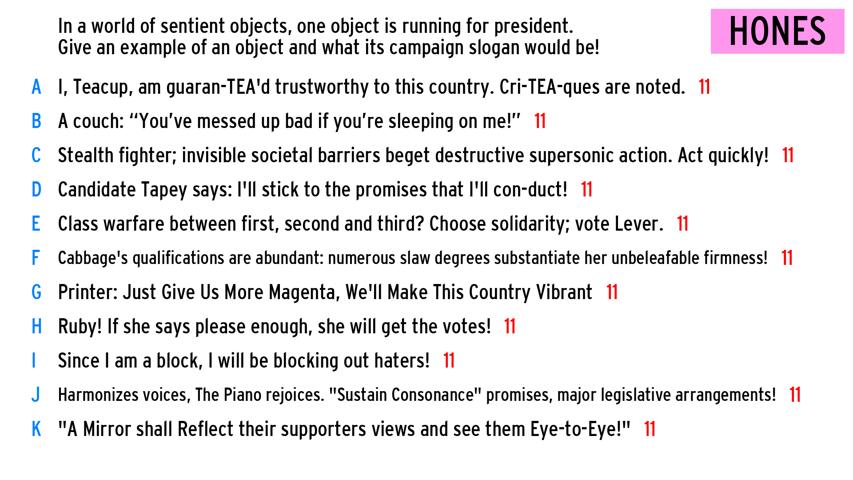 In a world of sentient objects, one object is running for president.
Give an example of an object and what its campaign slogan would be!
HONES
A I, Teacup, am guaran-TEA'd trustworthy to this country. Cri-TEA-ques are noted. 11
B A couch: “You’ve messed up bad if you’re sleeping on me!” 11
C Stealth fighter; invisible societal barriers beget destructive supersonic action. Act quickly! 11
D Candidate Tapey says: I'll stick to the promises that I'll con-duct! 11
E Class warfare between first, second and third? Choose solidarity; vote Lever. 11
F Cabbage's qualifications are abundant: numerous slaw degrees substantiate her unbeleafable firmness! 11
G Printer: Just Give Us More Magenta, We'll Make This Country Vibrant 11
H Ruby! If she says please enough, she will get the votes! 11
I Since I am a block, I will be blocking out haters! 11
J Harmonizes voices, The Piano rejoices. "Sustain Consonance" promises, major legislative arrangements! 11
K "A Mirror shall Reflect their supporters views and see them Eye-to-Eye!" 11